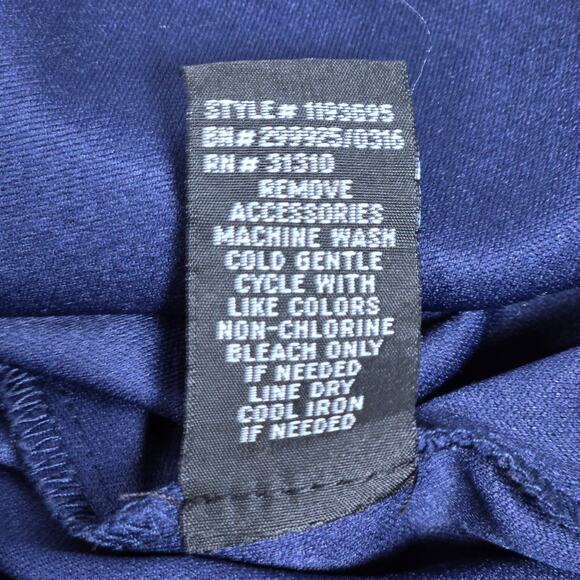 STYLE# 1193695
BN# 299925/0316
RN# 31310
REMOVE
ACCESSORIES
MACHINE WASH
COLD GENTLE
CYCLE WITH
LIKE COLORS
NON-CHLORINE
BLEACH ONLY
IF NEEDED
LINE DRY
COOL IRON
IF NEEDED